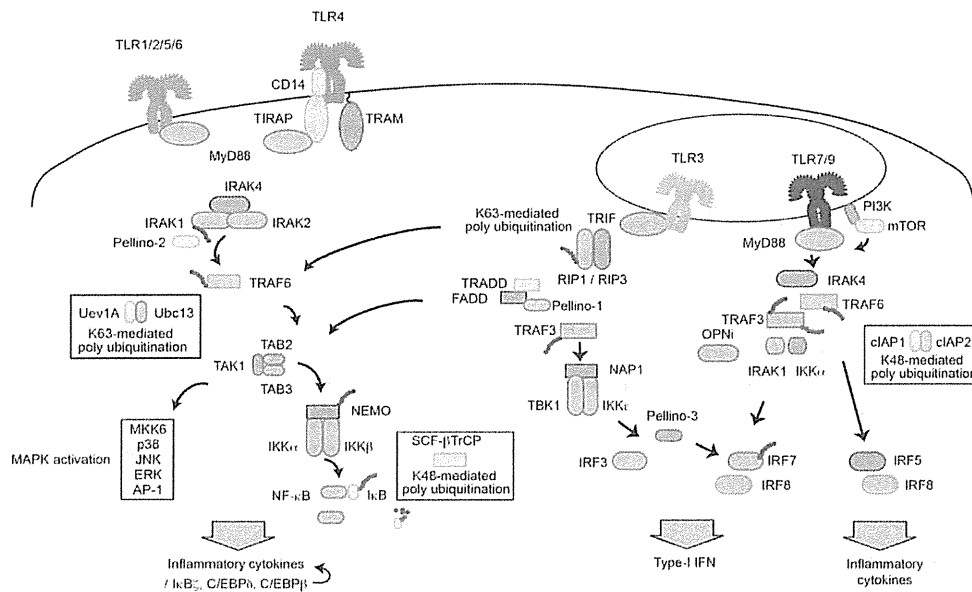 TLR4
TLR1/2/5/6
CD14
TIRAP
TRAM
MyD88
TLR3
TLR7/9
IRAK4
IRAK1
IRAK2
Pellino-2
K63-mediated
poly ubiquitination
TRIF
PI3K
mTOR
MyD88
RIP1 / RIP3
IRAK4
TRAF6
TRADD
FADD
Pellino-1
TRAF6
Uev1A
Ubc13
K63-mediated
poly ubiquitination
TRAF3
TRAF3
OPNi
cIAP1
cIAP2
K48-mediated
poly ubiquitination
TAB2
TAK1
TAB3
NAP1
IRAK1
IKKα
TBK1
IKKε
NEMO
Pellino-3
MKK6
p38
JNK
ERK
AP-1
MAPK activation
IKKα
IKKβ
SCF-βTrCP
K48-mediated
poly ubiquitination
IRF3
IRF7
IRF5
IRF8
IRF8
NF-κB
IκB
Inflammatory cytokines
/ IκBζ, C/EBPδ, C/EBPβ
Type-I IFN
Inflammatory
cytokines